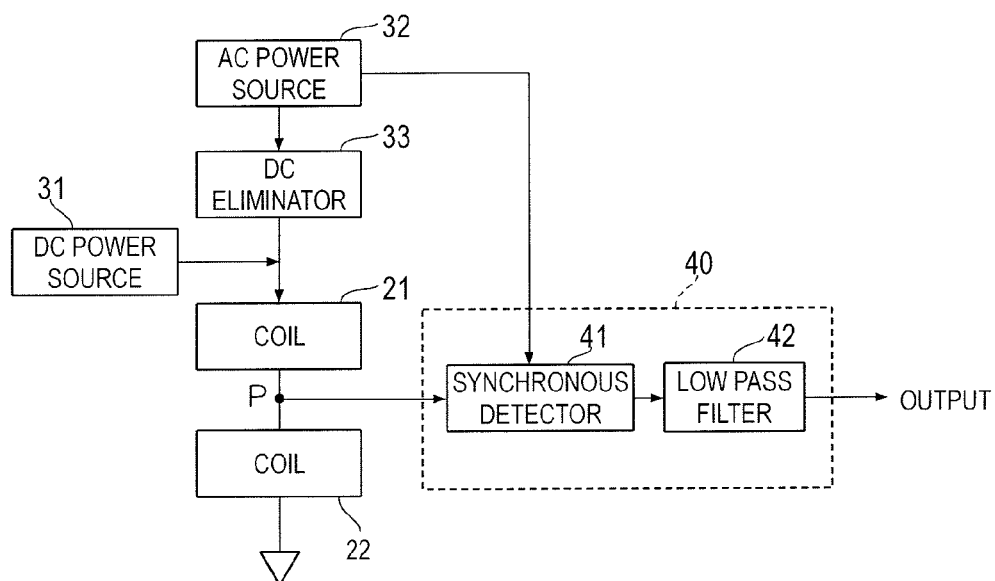 32
AC POWER
SOURCE
33
DC
ELIMINATOR
31
DC POWER
SOURCE
21
COIL
40
P
41
SYNCHRONOUS
DETECTOR
42
LOW PASS
FILTER
OUTPUT
COIL
22